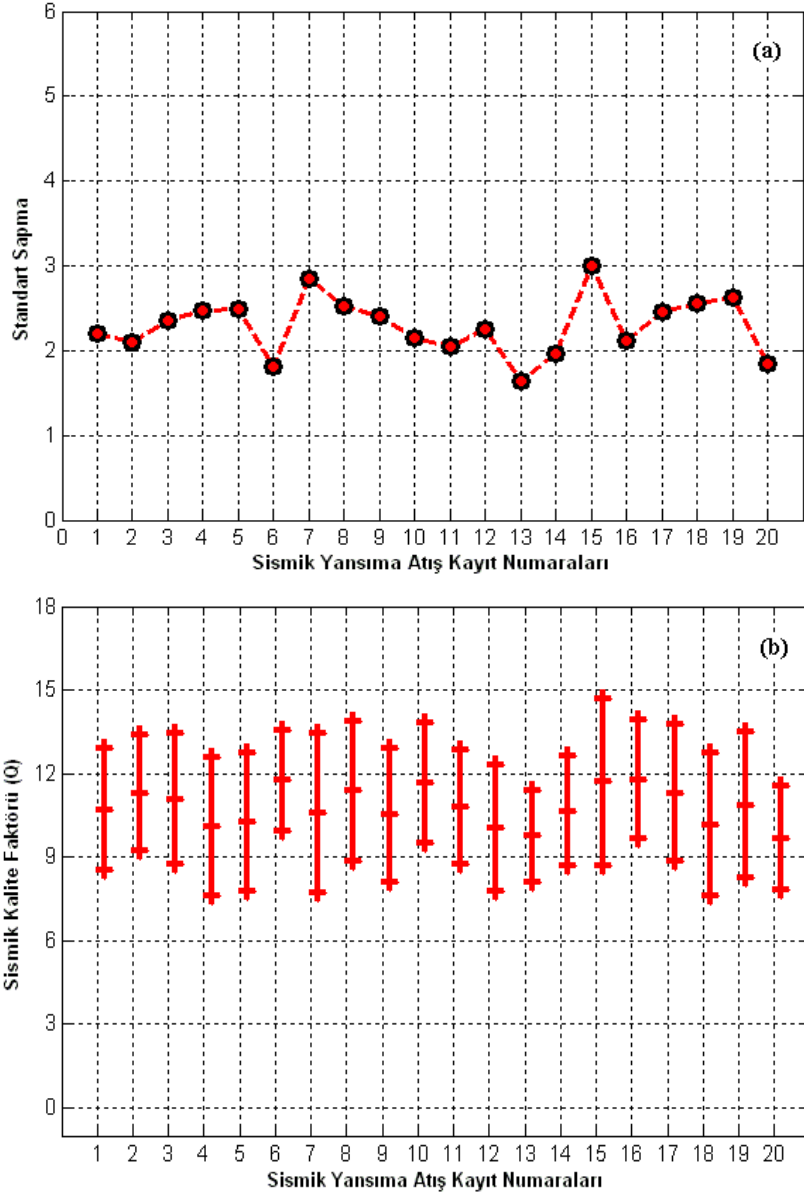 6
(a)
5
4
3
2
1
0
Standart Sapma
0 1 2 3 4 5 6 7 8 9 10 11 12 13 14 15 16 17 18 19 20
Sismik Yansıma Atış Kayıt Numaraları
18
(b)
15
12
9
6
3
0
Sismik Kalite Faktörü (Q)
1 2 3 4 5 6 7 8 9 10 11 12 13 14 15 16 17 18 19 20
Sismik Yansıma Atış Kayıt Numaraları